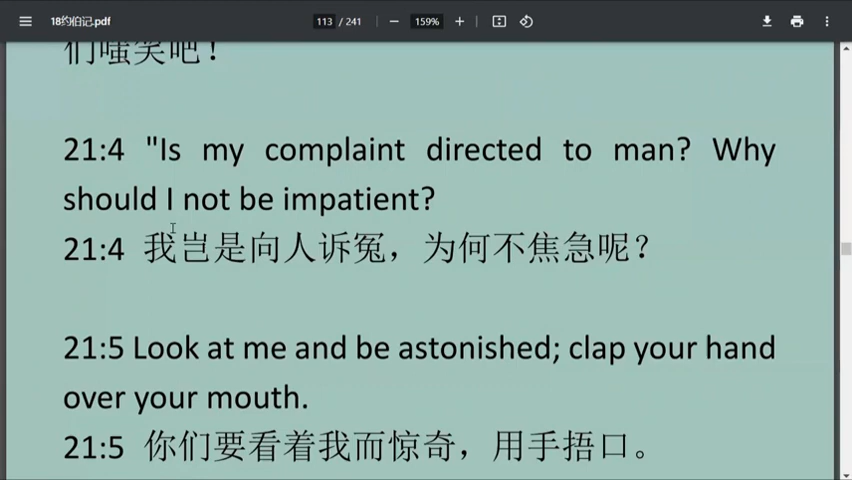 18约伯记.pdf
113 / 241
159%
们嗤笑吧！
21:4 "Is my complaint directed to man? Why
should I not be impatient?
21:4 我岂是向人诉冤，为何不焦急呢？
21:5 Look at me and be astonished; clap your hand
over your mouth.
21:5 你们要看着我而惊奇，用手捂口。